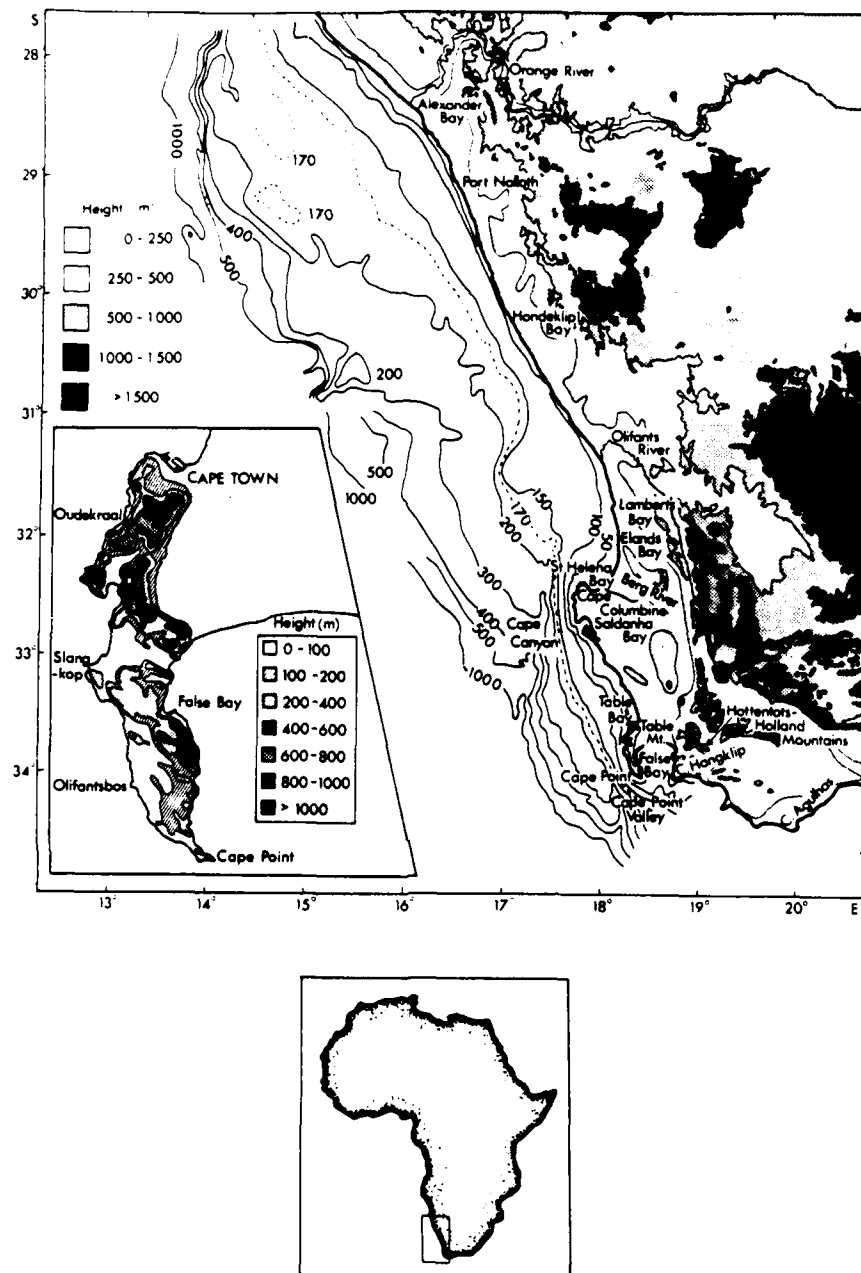 S
28
29
30°
31°
32°
33°
34°
13°
14°
15°
16°
17°
18°
19°
20°
E
Orange River
Alexander
Bay
Port Nolloth
Hondeklip
Bay
Olifants
River
Lamberts
Bay
Elands
Bay
St Helena
Bay
Berg River
Cape
Columbine
Saldanha
Bay
Cape
Canyon
Table
Bay
Table
Mt.
False
Bay
Hottentots-
Holland
Mountains
Hangklip
Cape Point
Cape Point
Valley
C. Agulhas
1000
170
170
400
500
200
500
1000
150
170
200
100
50
300
400
500
1000
Height m
0 - 250
250 - 500
500 - 1000
1000 - 1500
> 1500
CAPE TOWN
Oudekraal
Slang
-kop
False Bay
Olifantsbos
Cape Point
Height (m)
0 - 100
100 - 200
200 - 400
400 - 600
600 - 800
800 - 1000
> 1000